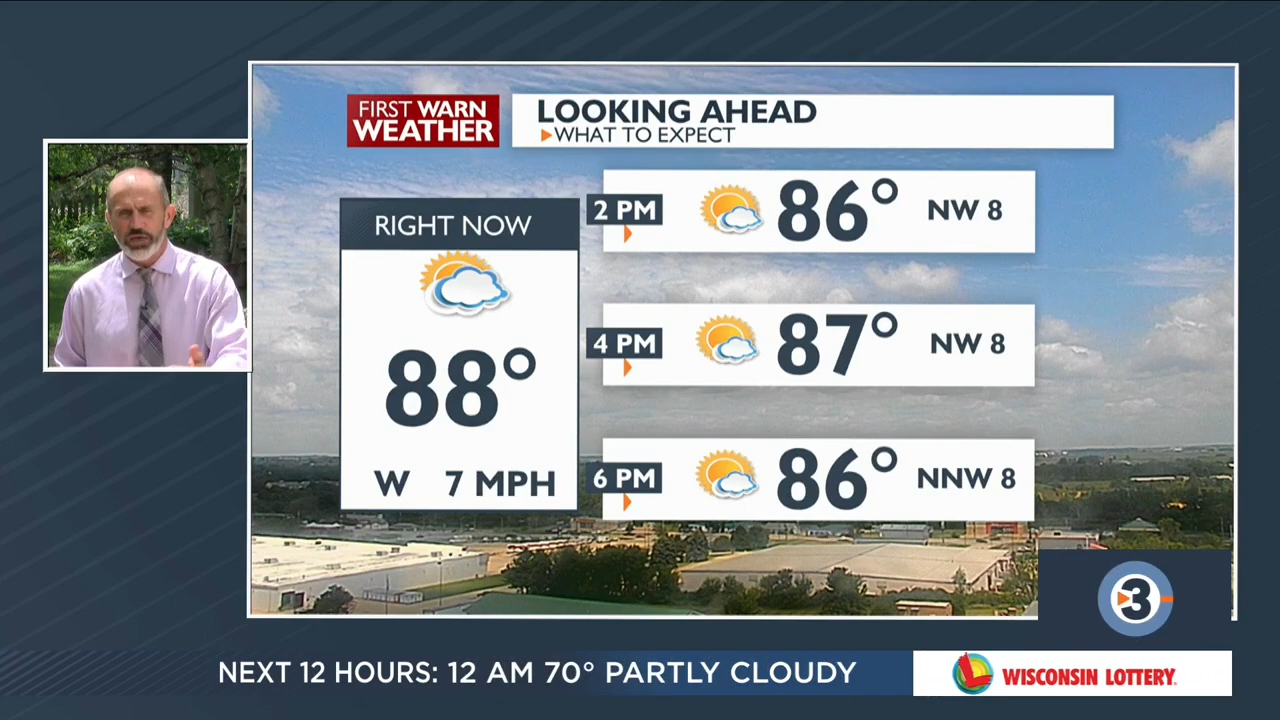 FIRST WARN
WEATHER
LOOKING AHEAD
WHAT TO EXPECT
RIGHT NOW
88°
W 7 MPH
2 PM 86° NW 8
4 PM 87° NW 8
6 PM 86° NNW 8
3
NEXT 12 HOURS: 12 AM 70° PARTLY CLOUDY
WISCONSIN LOTTERY